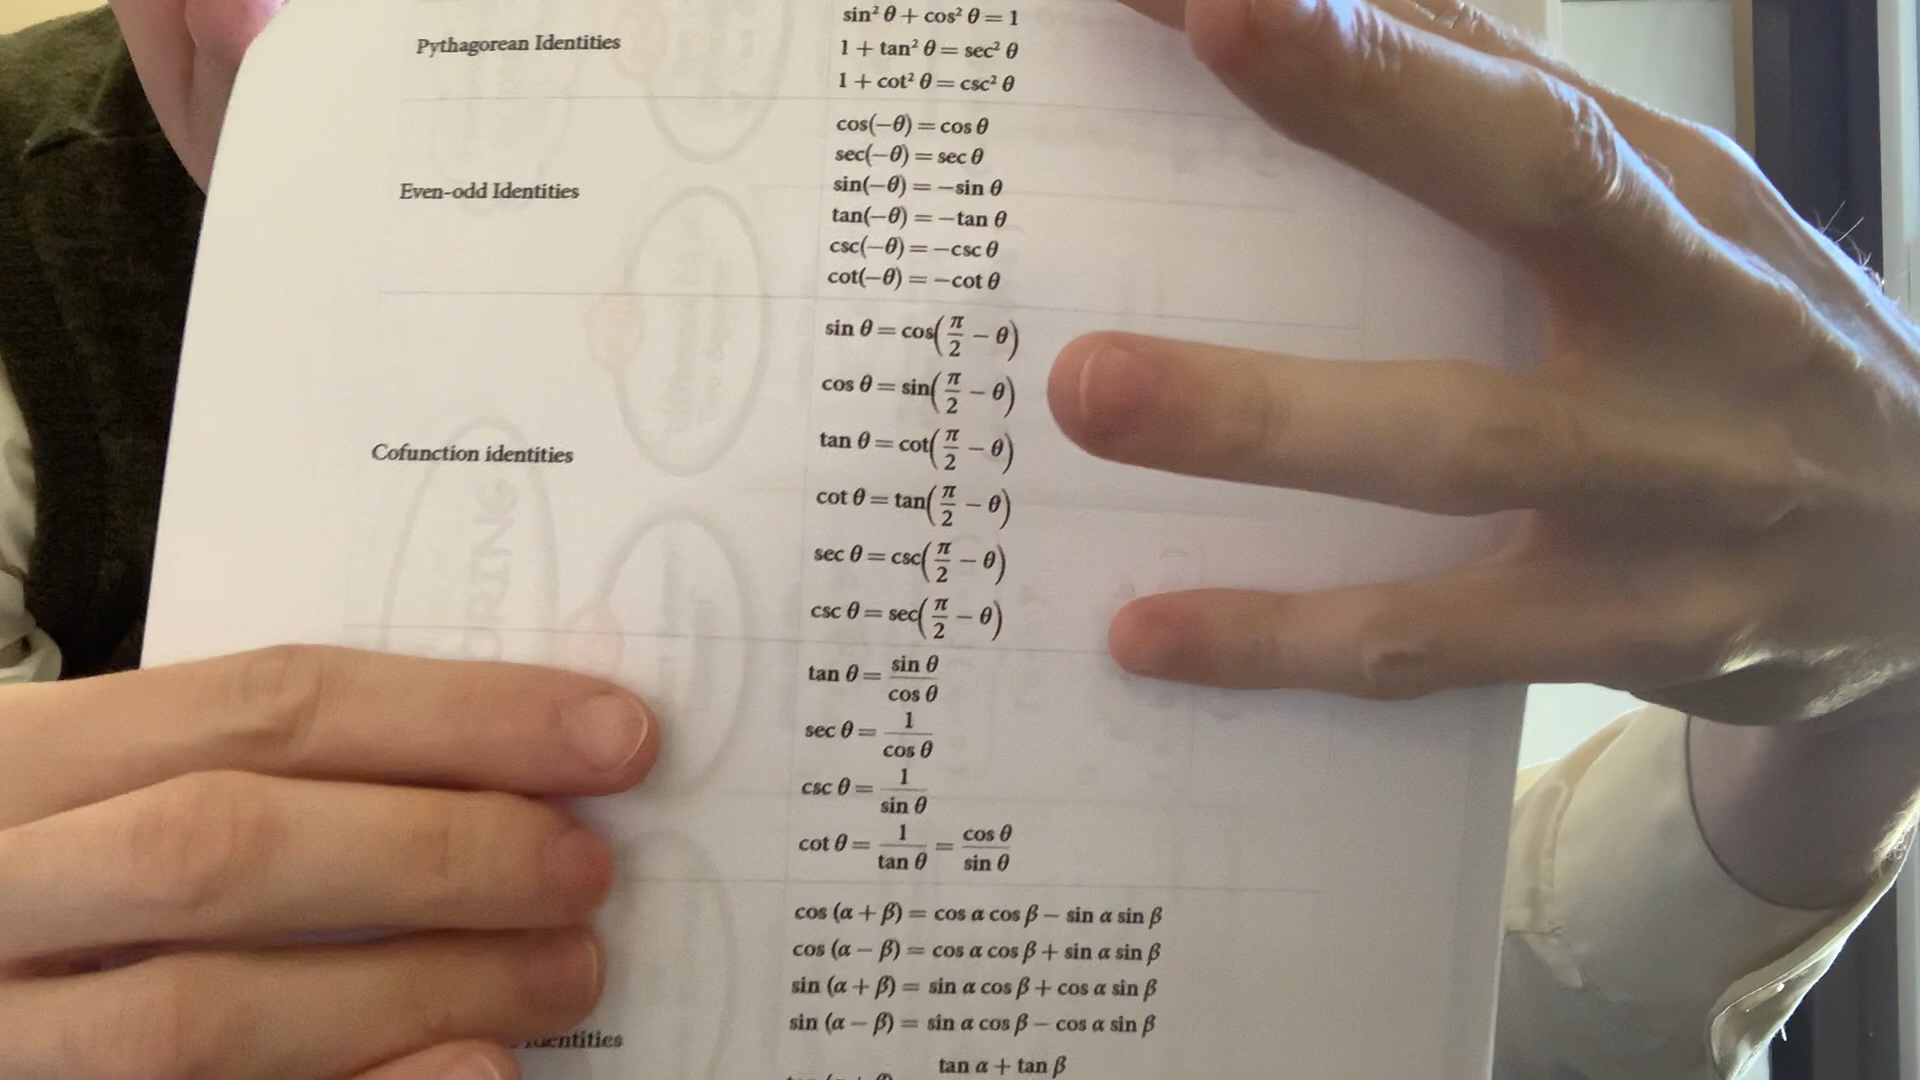 sin² θ + cos² θ = 1
Pythagorean Identities
1 + tan² θ = sec² θ
1 + cot² θ = csc² θ
cos(−θ) = cos θ
sec(−θ) = sec θ
Even-odd Identities
sin(−θ) = −sin θ
tan(−θ) = −tan θ
csc(−θ) = −csc θ
cot(−θ) = −cot θ
sin θ = cos(π/2 − θ)
cos θ = sin(π/2 − θ)
tan θ = cot(π/2 − θ)
Cofunction identities
cot θ = tan(π/2 − θ)
sec θ = csc(π/2 − θ)
csc θ = sec(π/2 − θ)
tan θ = sin θ/cos θ
sec θ = 1/cos θ
csc θ = 1/sin θ
cot θ = 1/tan θ = cos θ/sin θ
cos (α + β) = cos α cos β − sin α sin β
cos (α − β) = cos α cos β + sin α sin β
sin (α + β) = sin α cos β + cos α sin β
sin (α − β) = sin α cos β − cos α sin β
tan α + tan β